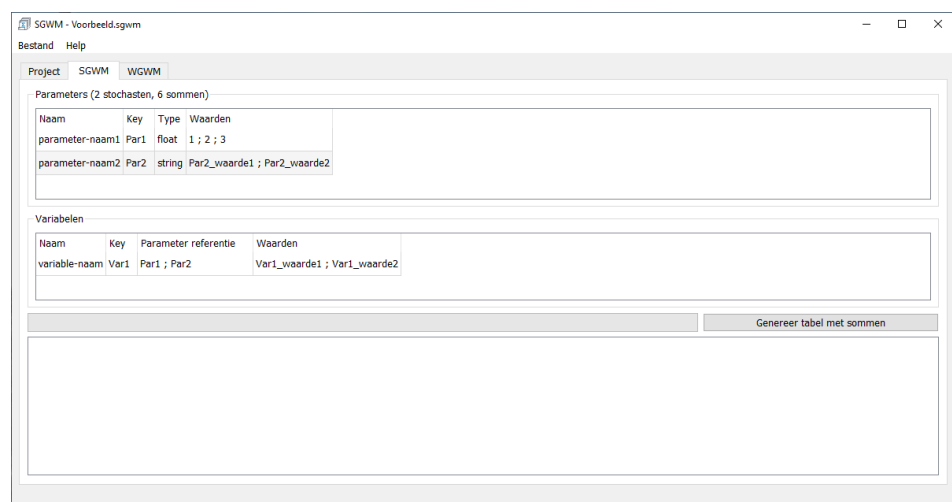 SGWM - Voorbeeld.sgwm
Bestand Help
Project SGWM WGWM
Parameters (2 stochasten, 6 sommen)
Naam Key Type Waarden
parameter-naam1 Par1 float 1 ; 2 ; 3
parameter-naam2 Par2 string Par2_waarde1 ; Par2_waarde2
Variabelen
Naam Key Parameter referentie Waarden
variable-naam Var1 Par1 ; Par2 Var1_waarde1 ; Var1_waarde2
Genereer tabel met sommen